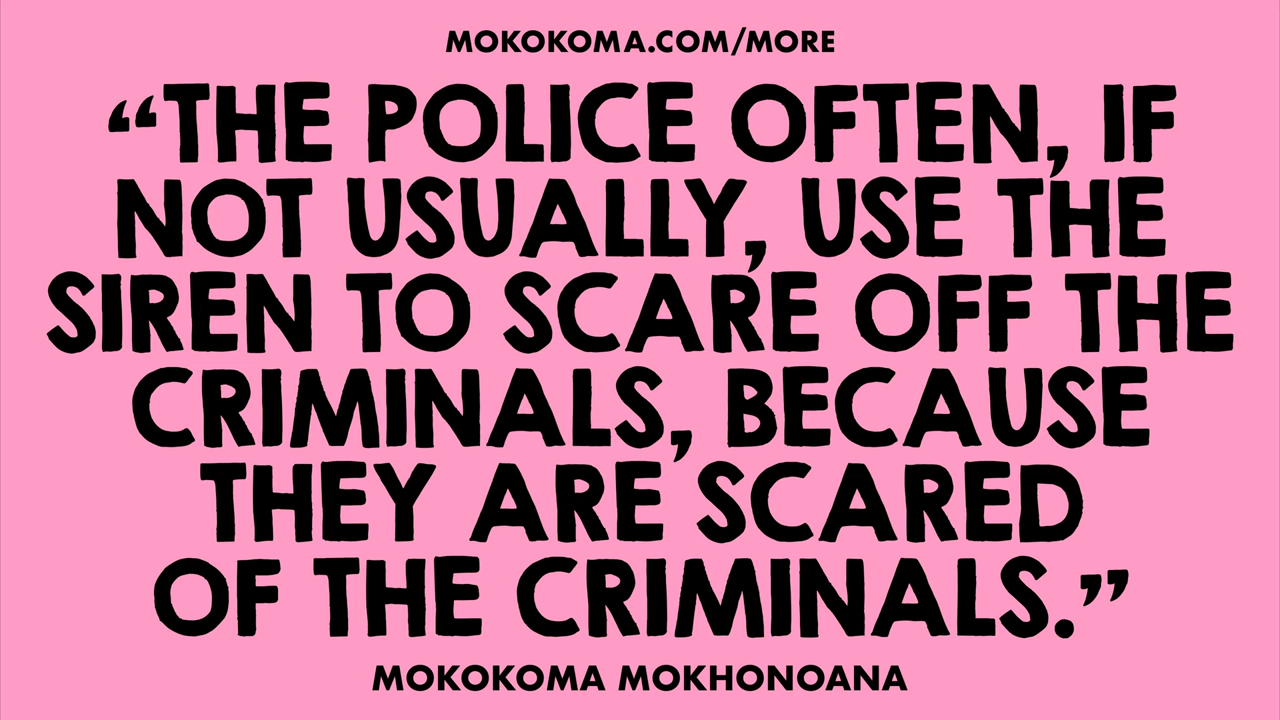 MOKOKOMA.COM/MORE
“THE POLICE OFTEN, IF
NOT USUALLY, USE THE
SIREN TO SCARE OFF THE
CRIMINALS, BECAUSE
THEY ARE SCARED
OF THE CRIMINALS.”
MOKOKOMA MOKHONOANA